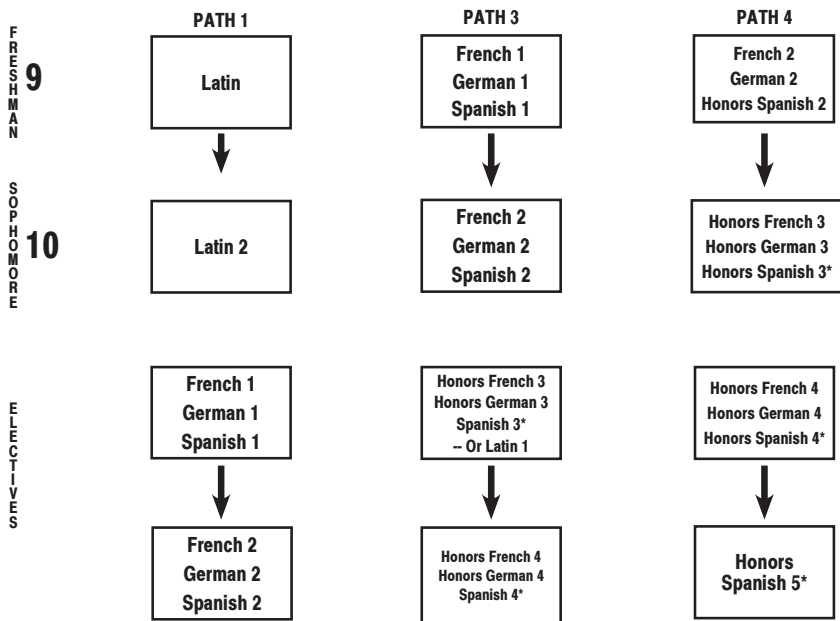 PATH 1
PATH 3
PATH 4
FRESHMAN
9
Latin
French 1
German 1
Spanish 1
French 2
German 2
Honors Spanish 2
SOPHOMORE
10
Latin 2
French 2
German 2
Spanish 2
Honors French 3
Honors German 3
Honors Spanish 3*
ELECTIVES
French 1
German 1
Spanish 1
Honors French 3
Honors German 3
Spanish 3*
-- Or Latin 1
Honors French 4
Honors German 4
Honors Spanish 4*
French 2
German 2
Spanish 2
Honors French 4
Honors German 4
Spanish 4*
Honors
Spanish 5*